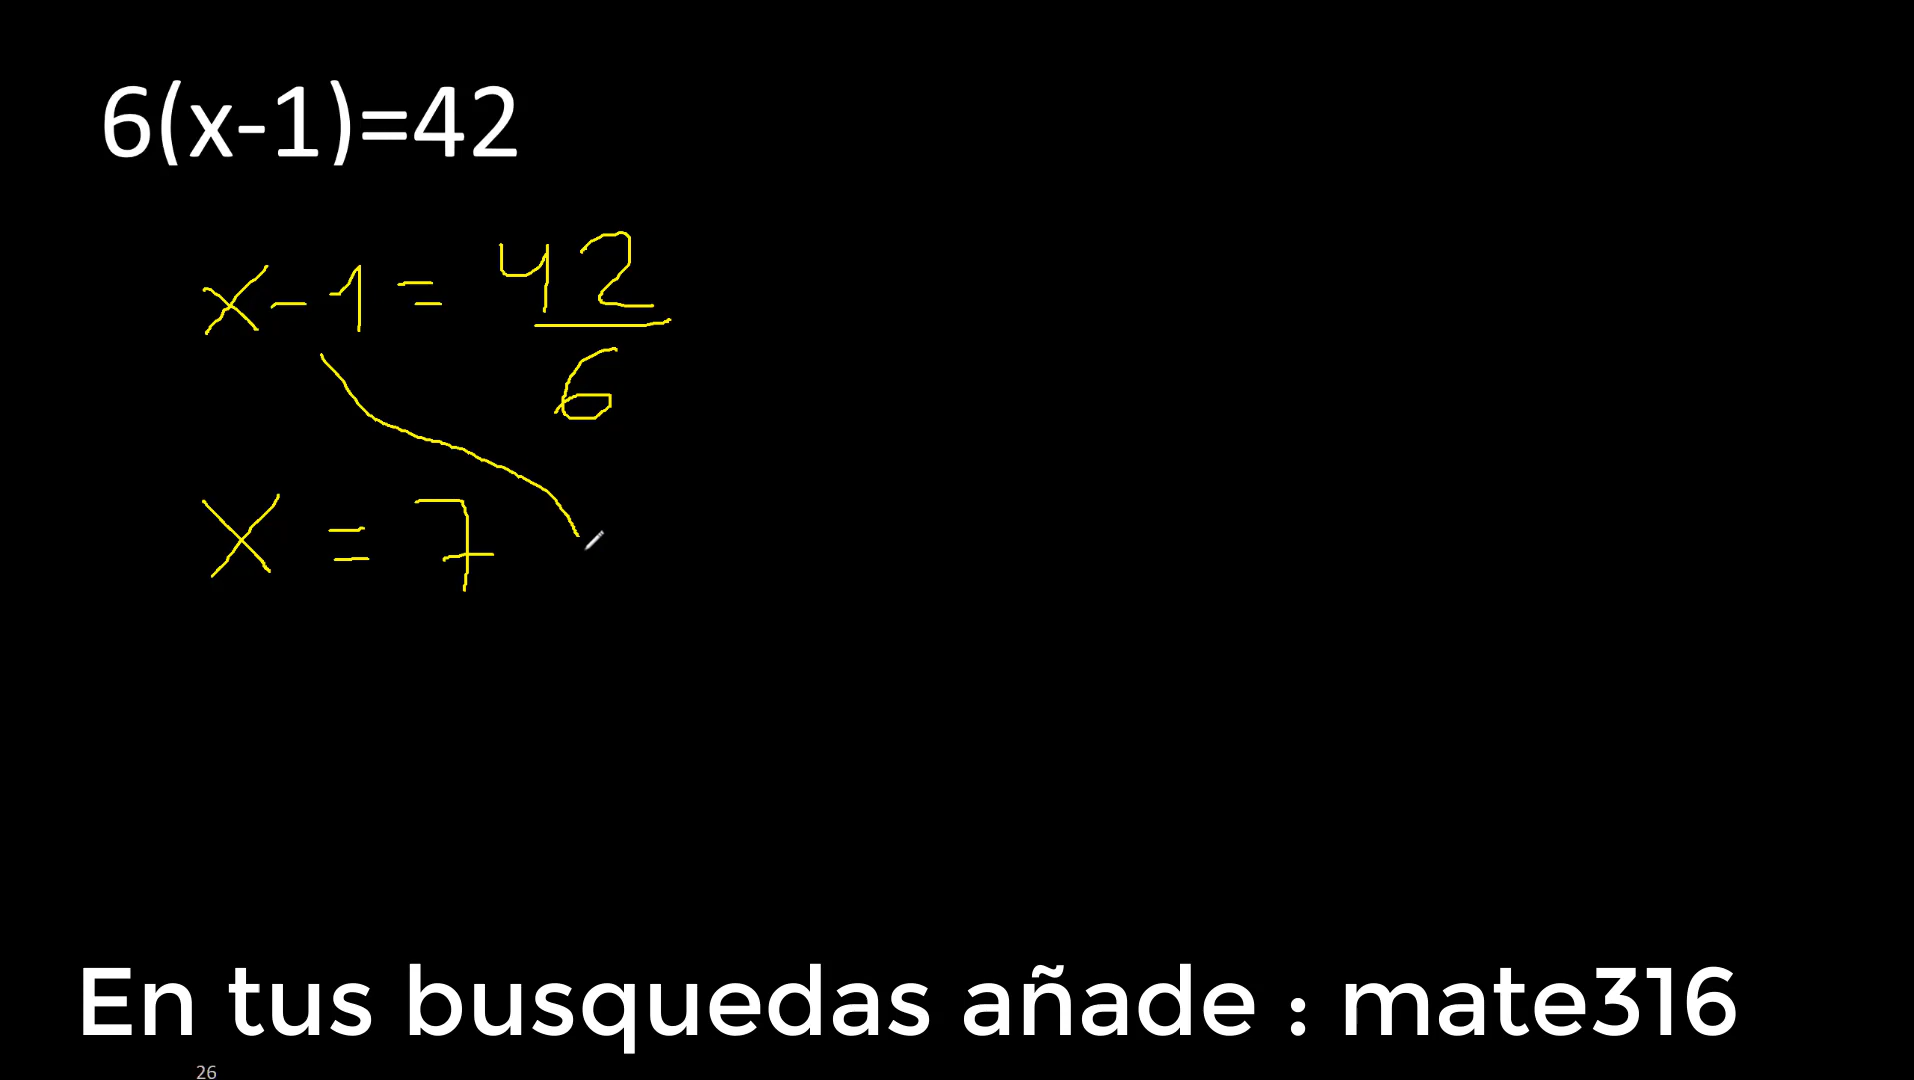 6(x-1)=42
x-1=42/6
x=7
En tus busquedas añade : mate316
26